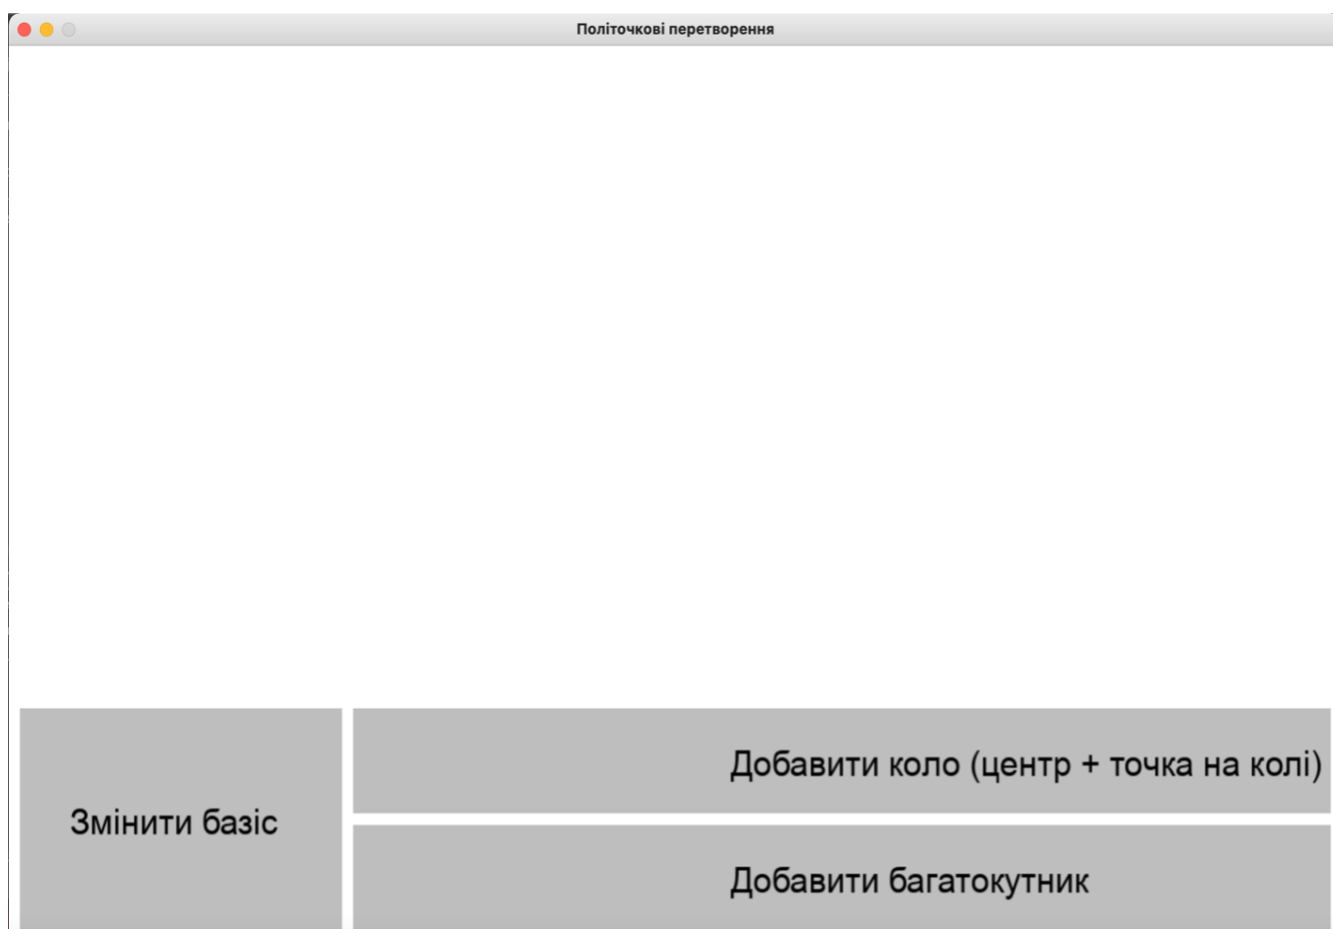 Політочкові перетворення
Добавити коло (центр + точка на колі)
Змінити базіс
Добавити багатокутник